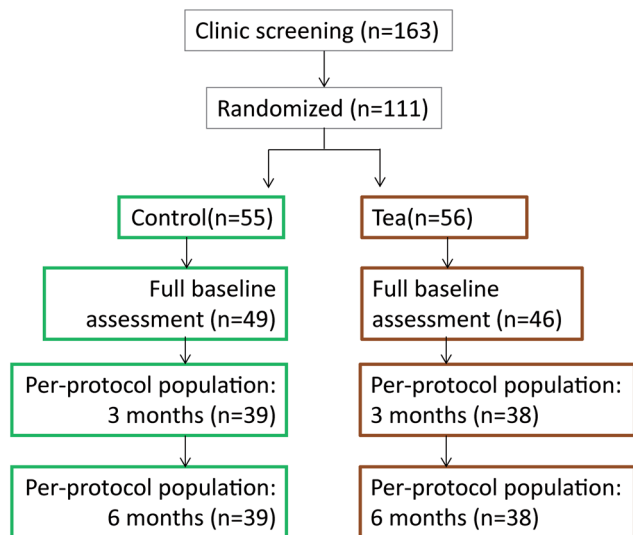 Clinic screening (n=163)
Randomized (n=111)
Control(n=55)
Tea(n=56)
Full baseline
assessment (n=49)
Full baseline
assessment (n=46)
Per-protocol population:
3 months (n=39)
Per-protocol population:
3 months (n=38)
Per-protocol population:
6 months (n=39)
Per-protocol population:
6 months (n=38)